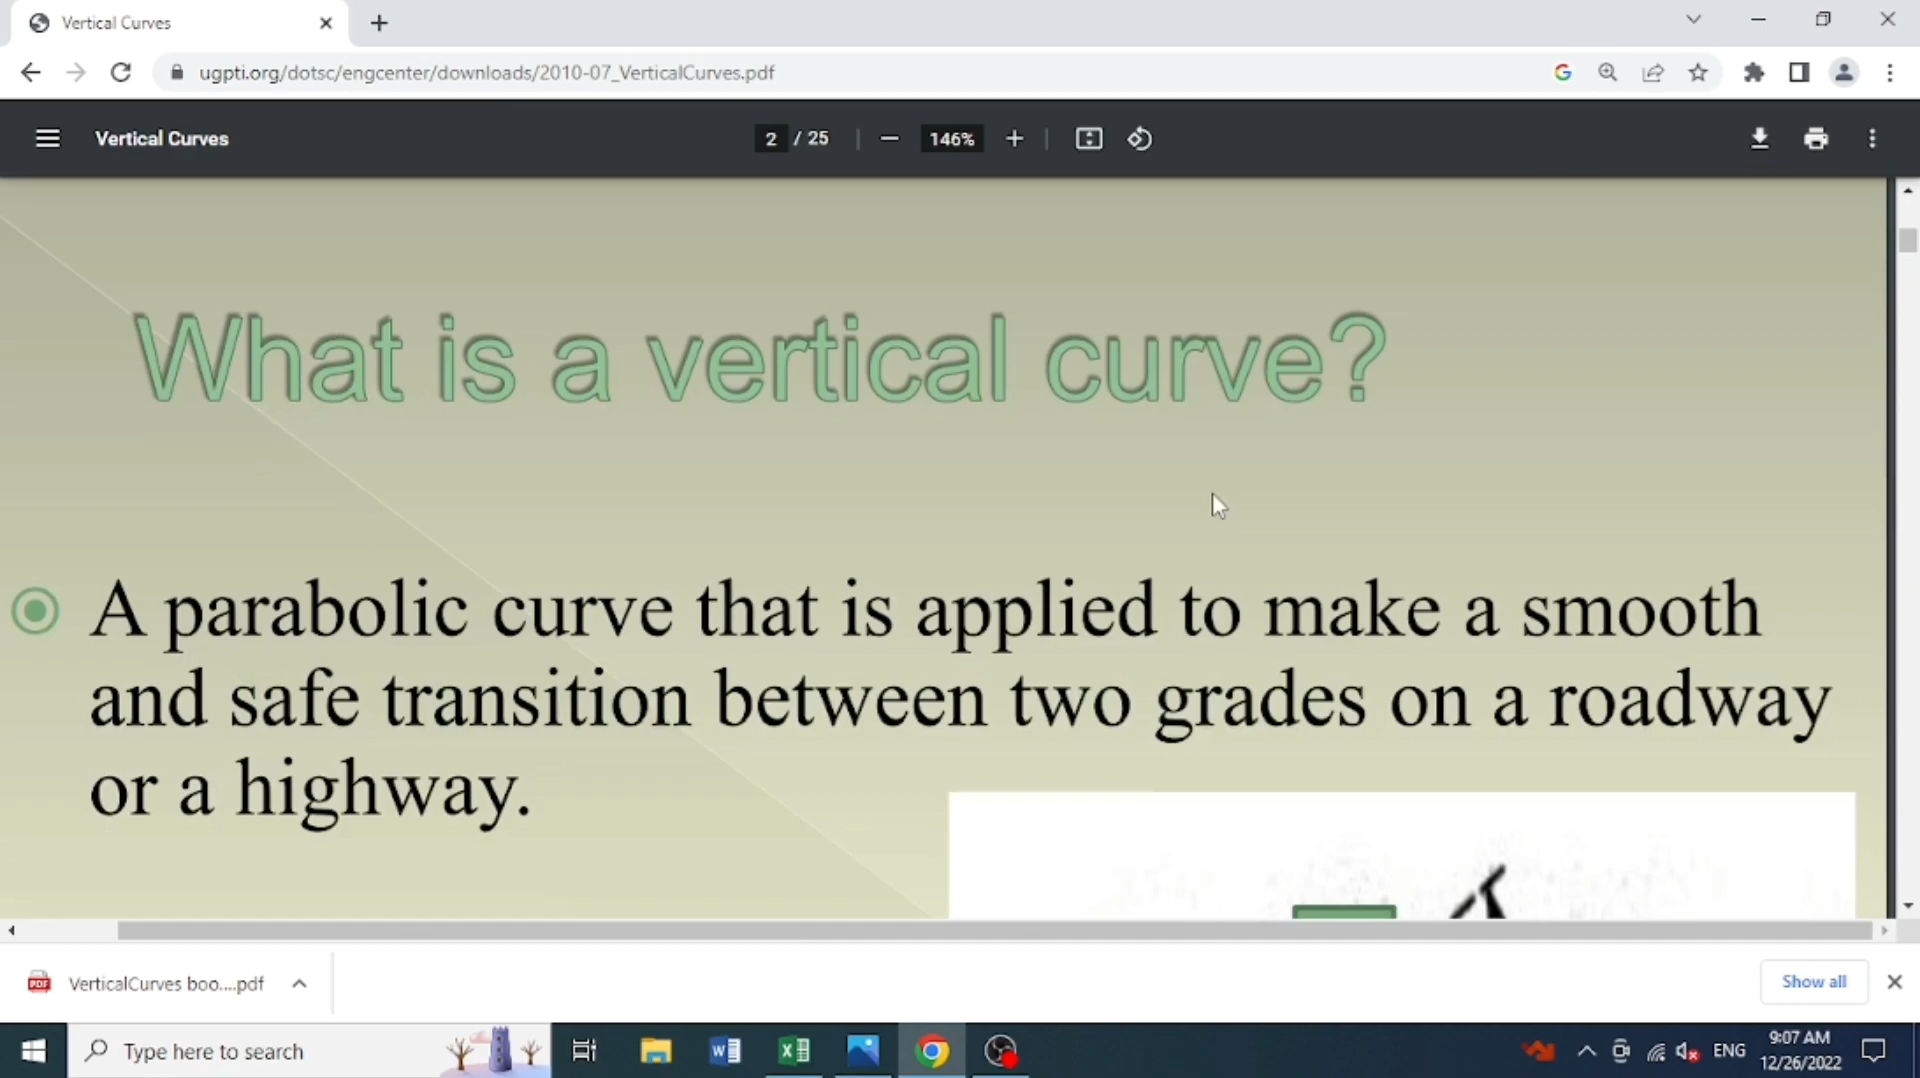 Vertical Curves
ugpti.org/dotsc/engcenter/downloads/2010-07_VerticalCurves.pdf
Vertical Curves
2 / 25
146%
What is a vertical curve?
A parabolic curve that is applied to make a smooth
and safe transition between two grades on a roadway
or a highway.
PDF
VerticalCurves boo....pdf
Show all
Type here to search
ENG
9:07 AM
12/26/2022